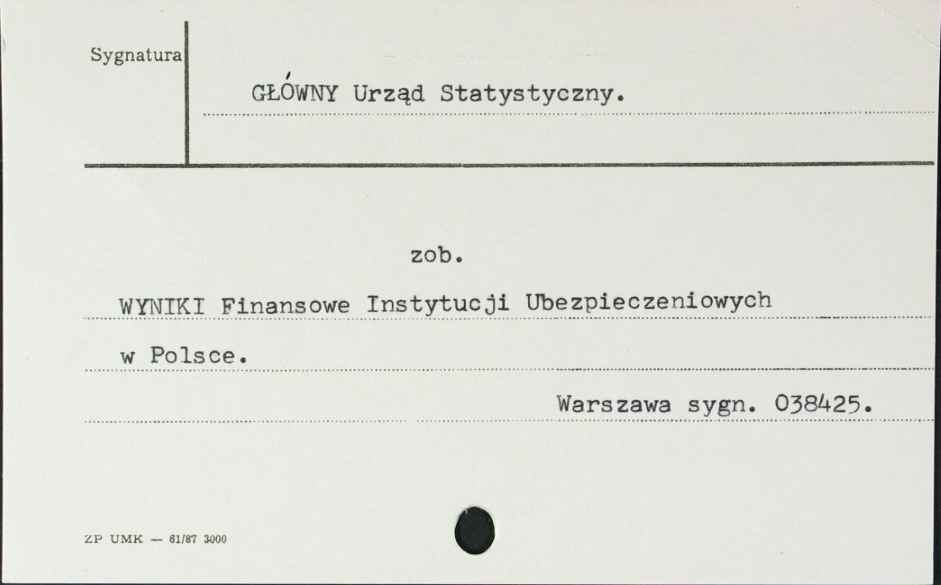 Sygnatura
GŁÓWNY Urząd Statystyczny.
zob.
WYNIKI Finansowe Instytucji Ubezpieczeniowych
w Polsce.
Warszawa sygn. 038425.
ZP UMK — 61/87 3000